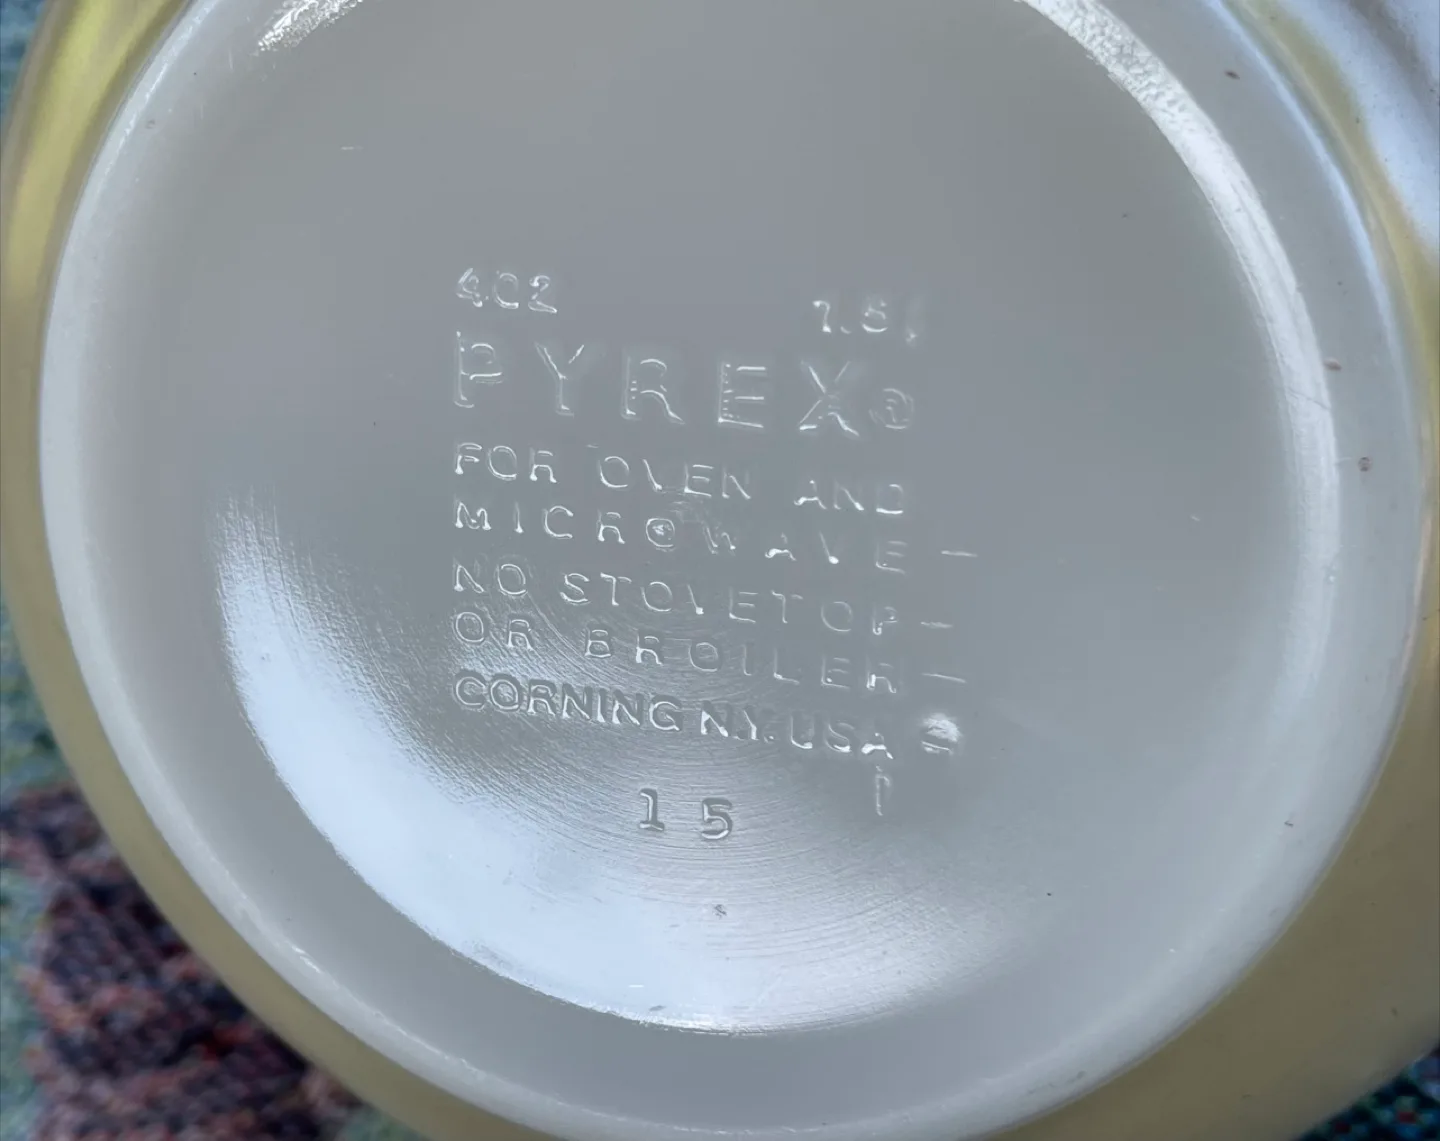 402 1.5 l
PYREX®
FOR OVEN AND
MICROWAVE –
NO STOVETOP –
OR BROILER –
CORNING N.Y. USA –
15